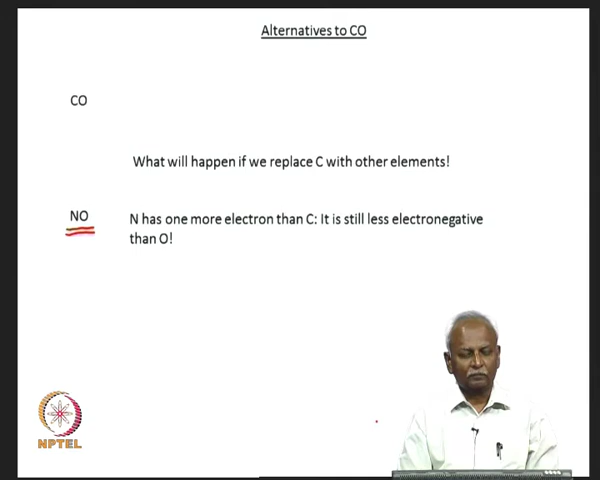 Alternatives to CO
CO
What will happen if we replace C with other elements!
NO
N has one more electron than C: It is still less electronegative
than O!
NPTEL